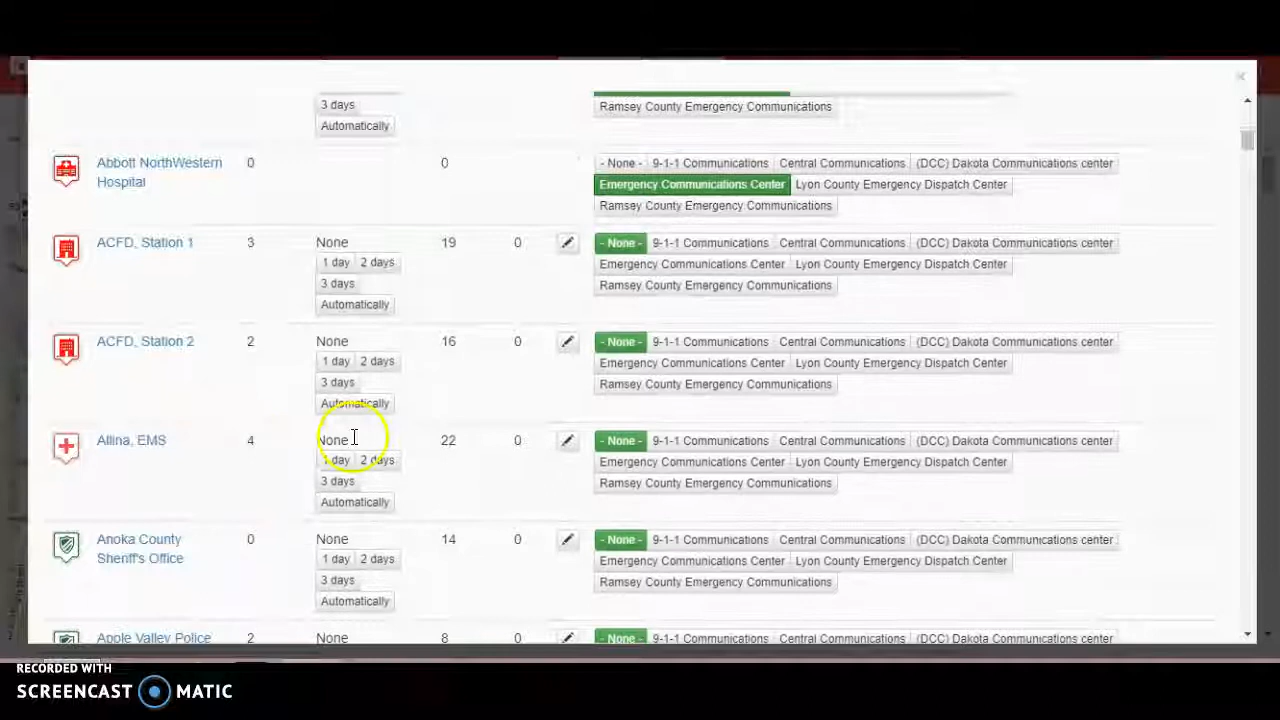 3 days
Automatically
Ramsey County Emergency Communications
Abbott NorthWestern
Hospital
0
0
- None -
9-1-1 Communications
Central Communications
(DCC) Dakota Communications center
Emergency Communications Center
Lyon County Emergency Dispatch Center
Ramsey County Emergency Communications
ACFD, Station 1
3
None
1 day
2 days
3 days
Automatically
19
0
- None -
9-1-1 Communications
Central Communications
(DCC) Dakota Communications center
Emergency Communications Center
Lyon County Emergency Dispatch Center
Ramsey County Emergency Communications
ACFD, Station 2
2
None
1 day
2 days
3 days
Automatically
16
0
- None -
9-1-1 Communications
Central Communications
(DCC) Dakota Communications center
Emergency Communications Center
Lyon County Emergency Dispatch Center
Ramsey County Emergency Communications
Allina, EMS
4
None
1 day
2 days
3 days
Automatically
22
0
- None -
9-1-1 Communications
Central Communications
(DCC) Dakota Communications center
Emergency Communications Center
Lyon County Emergency Dispatch Center
Ramsey County Emergency Communications
Anoka County
Sheriff's Office
0
None
1 day
2 days
3 days
Automatically
14
0
- None -
9-1-1 Communications
Central Communications
(DCC) Dakota Communications center
Emergency Communications Center
Lyon County Emergency Dispatch Center
Ramsey County Emergency Communications
Apple Valley Police
2
None
8
0
- None -
9-1-1 Communications
Central Communications
(DCC) Dakota Communications center
RECORDED WITH
SCREENCAST MATIC